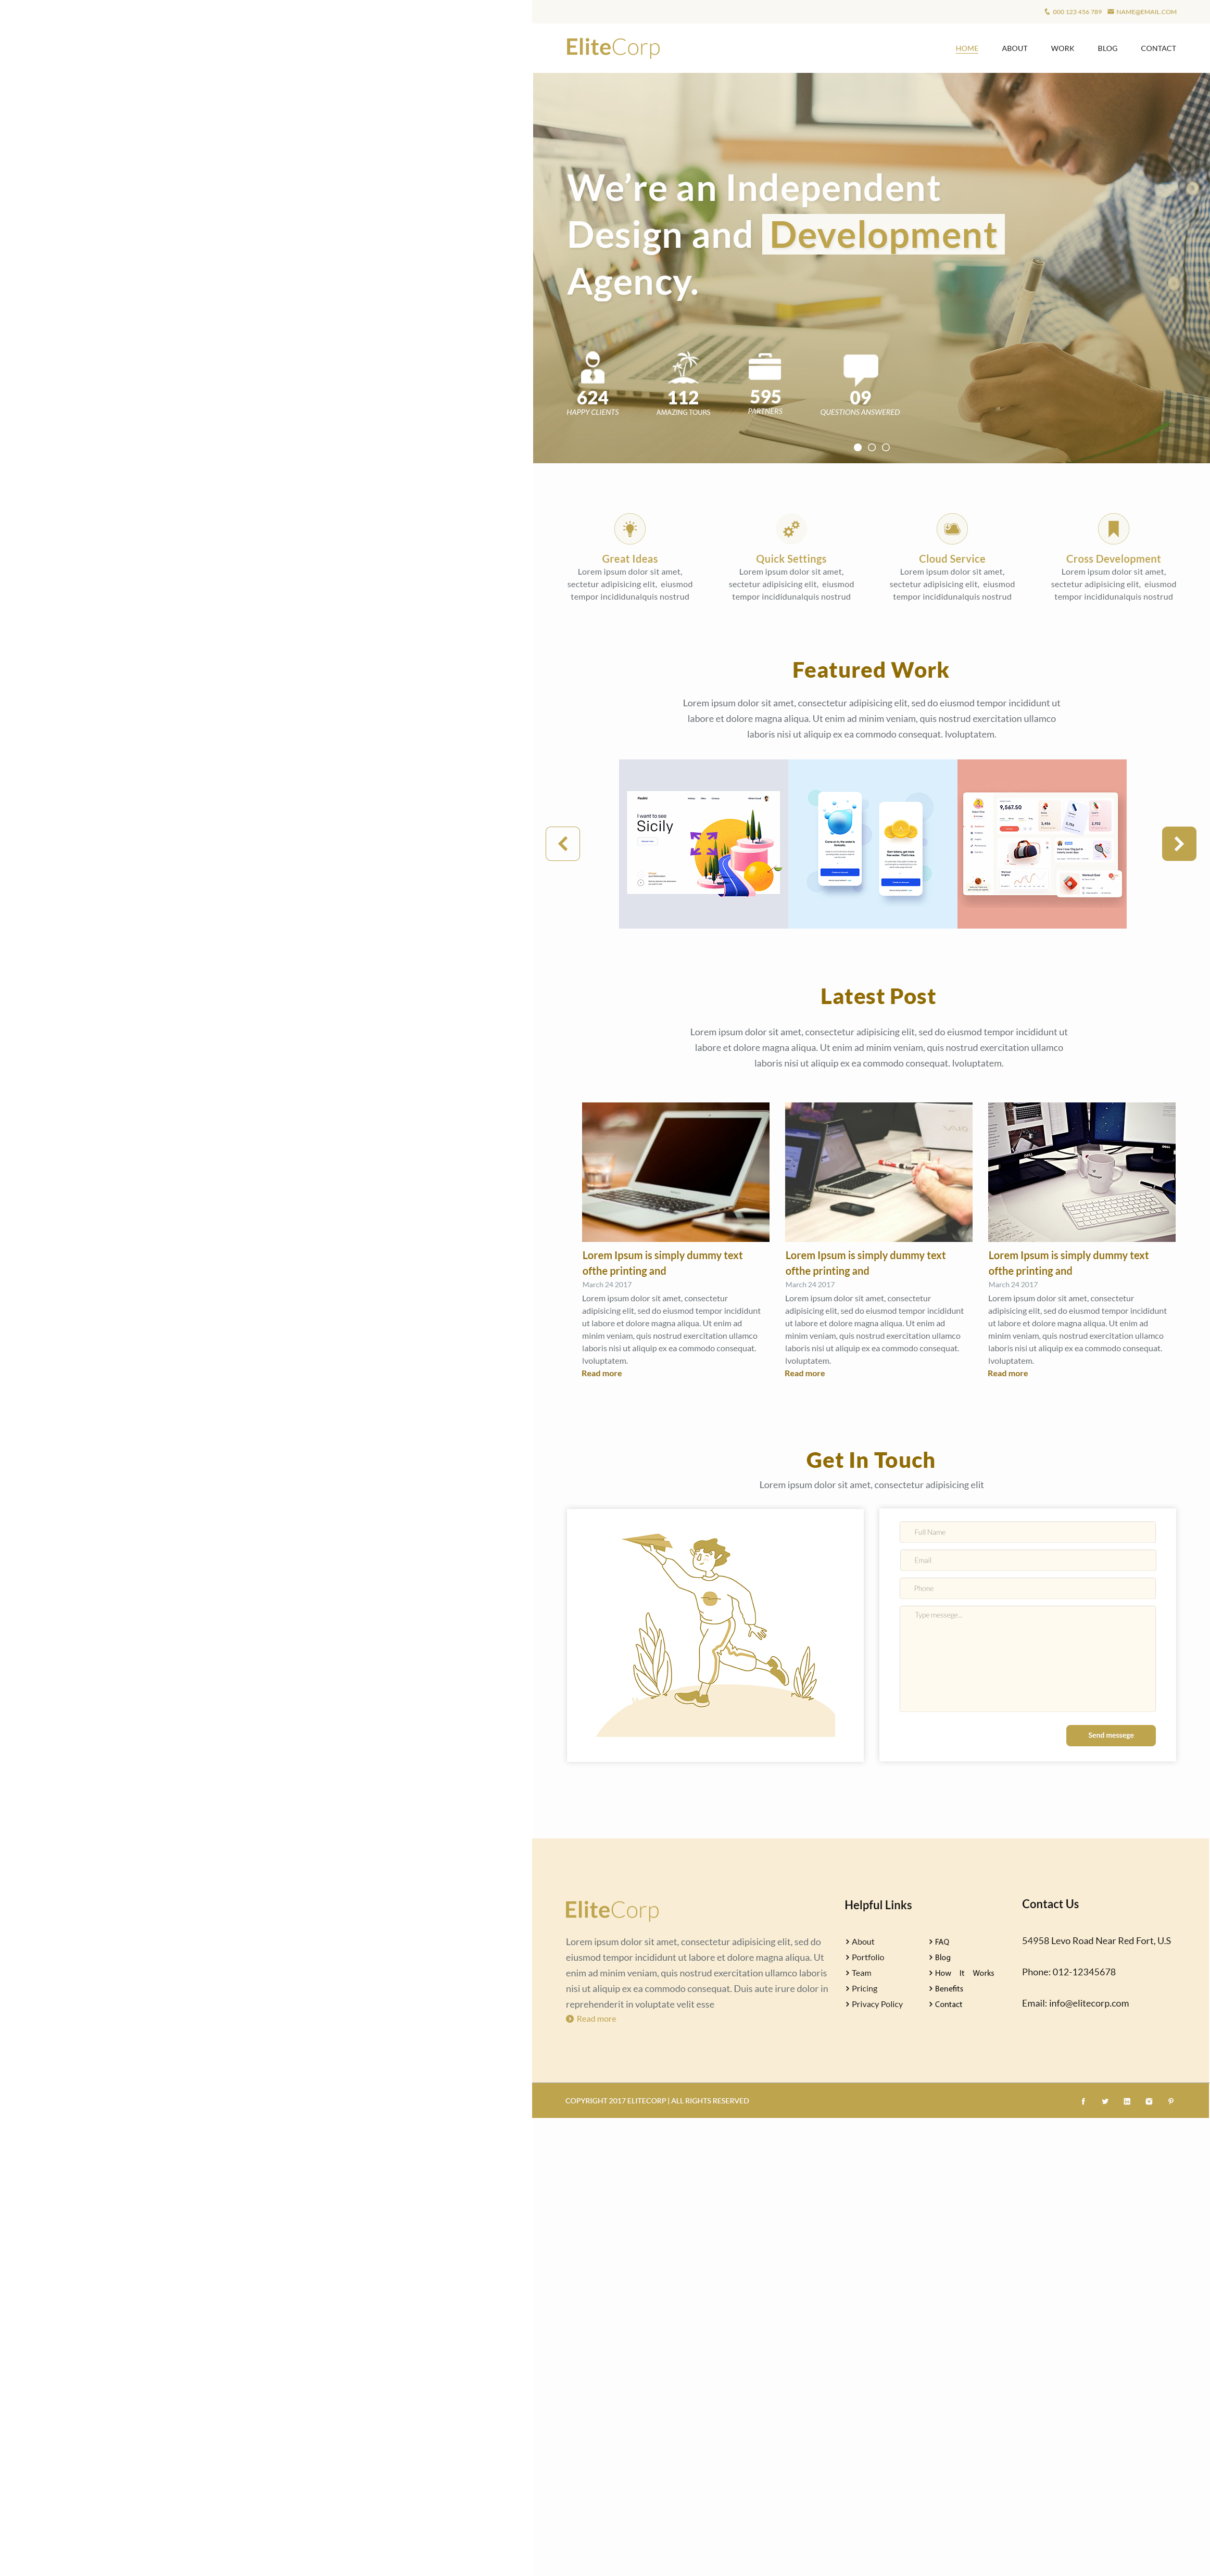 000 123 456 789 NAME@EMAIL.COM
EliteCorp
HOME ABOUT WORK BLOG CONTACT
We're an Independent
Design and Development
Agency.
624
HAPPY CLIENTS
112
AMAZING TOURS
595
PARTNERS
09
QUESTIONS ANSWERED
Great Ideas
Lorem ipsum dolor sit amet,
sectetur adipisicing elit, eiusmod
tempor incididunalquis nostrud
Quick Settings
Lorem ipsum dolor sit amet,
sectetur adipisicing elit, eiusmod
tempor incididunalquis nostrud
Cloud Service
Lorem ipsum dolor sit amet,
sectetur adipisicing elit, eiusmod
tempor incididunalquis nostrud
Cross Development
Lorem ipsum dolor sit amet,
sectetur adipisicing elit, eiusmod
tempor incididunalquis nostrud
Featured Work
Lorem ipsum dolor sit amet, consectetur adipisicing elit, sed do eiusmod tempor incididunt ut
labore et dolore magna aliqua. Ut enim ad minim veniam, quis nostrud exercitation ullamco
laboris nisi ut aliquip ex ea commodo consequat. lvoluptatem.
I want to see
Sicily
9,567.50
Latest Post
Lorem ipsum dolor sit amet, consectetur adipisicing elit, sed do eiusmod tempor incididunt ut
labore et dolore magna aliqua. Ut enim ad minim veniam, quis nostrud exercitation ullamco
laboris nisi ut aliquip ex ea commodo consequat. lvoluptatem.
VAIO
DELL
DELL
Lorem Ipsum is simply dummy text
ofthe printing and
March 24 2017
Lorem ipsum dolor sit amet, consectetur
adipisicing elit, sed do eiusmod tempor incididunt
ut labore et dolore magna aliqua. Ut enim ad
minim veniam, quis nostrud exercitation ullamco
laboris nisi ut aliquip ex ea commodo consequat.
lvoluptatem.
Read more
Lorem Ipsum is simply dummy text
ofthe printing and
March 24 2017
Lorem ipsum dolor sit amet, consectetur
adipisicing elit, sed do eiusmod tempor incididunt
ut labore et dolore magna aliqua. Ut enim ad
minim veniam, quis nostrud exercitation ullamco
laboris nisi ut aliquip ex ea commodo consequat.
lvoluptatem.
Read more
Lorem Ipsum is simply dummy text
ofthe printing and
March 24 2017
Lorem ipsum dolor sit amet, consectetur
adipisicing elit, sed do eiusmod tempor incididunt
ut labore et dolore magna aliqua. Ut enim ad
minim veniam, quis nostrud exercitation ullamco
laboris nisi ut aliquip ex ea commodo consequat.
lvoluptatem.
Read more
Get In Touch
Lorem ipsum dolor sit amet, consectetur adipisicing elit
Full Name
Email
Phone
Type messege...
Send messege
EliteCorp
Lorem ipsum dolor sit amet, consectetur adipisicing elit, sed do
eiusmod tempor incididunt ut labore et dolore magna aliqua. Ut
enim ad minim veniam, quis nostrud exercitation ullamco laboris
nisi ut aliquip ex ea commodo consequat. Duis aute irure dolor in
reprehenderit in voluptate velit esse
Read more
Helpful Links
About
Portfolio
Team
Pricing
Privacy Policy
FAQ
Blog
How It Works
Benefits
Contact
Contact Us
54958 Levo Road Near Red Fort, U.S
Phone: 012-12345678
Email: info@elitecorp.com
COPYRIGHT 2017 ELITECORP | ALL RIGHTS RESERVED